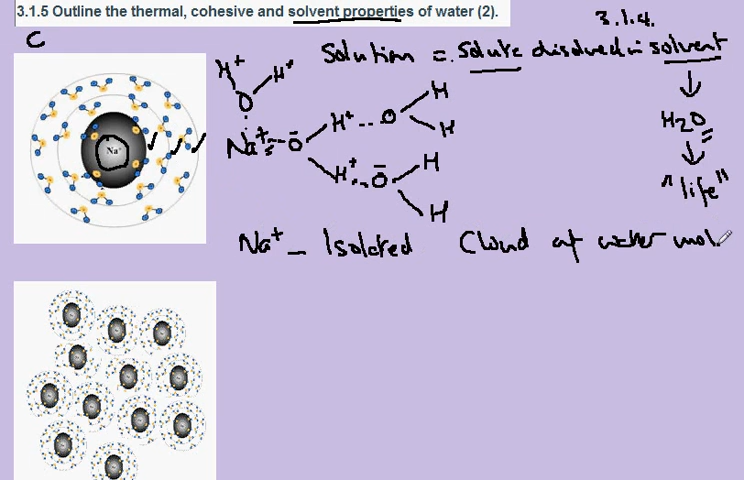 3.1.5 Outline the thermal, cohesive and solvent properties of water (2).
3.1.4.
C
Solution = Solute dissolved in solvent
H+ H+
O
H2O
Na+ O H+ O H H
"life"
H+ O H H
Na+
Na+ – Isolated Cloud of water mol